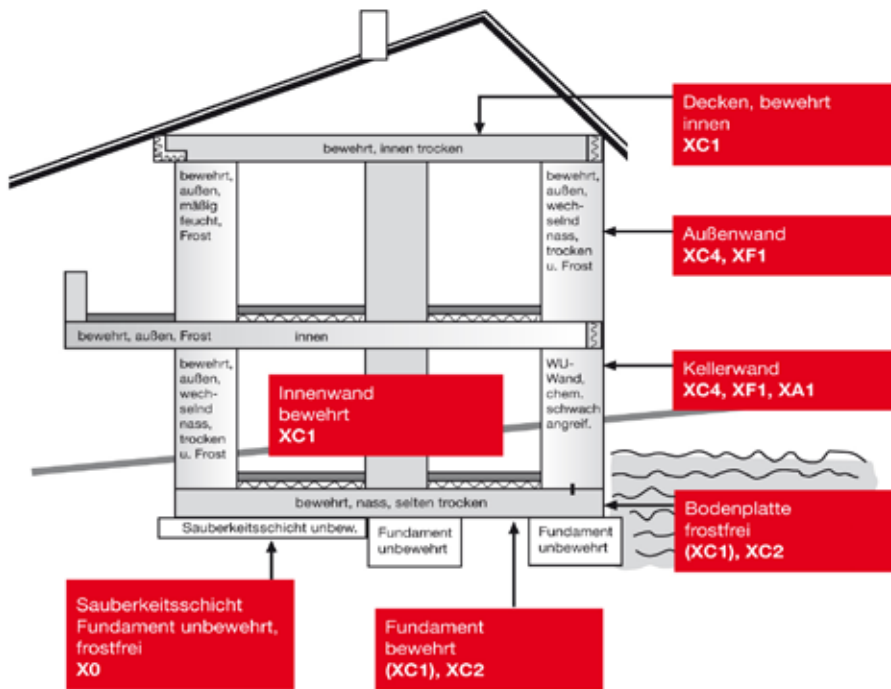 Decken, bewehrt
innen
XC1
bewehrt, innen trocken
bewehrt,
außen,
mäßig
feucht,
Frost
bewehrt,
außen,
wech-
selnd
nass,
trocken
u. Frost
Außenwand
XC4, XF1
bewehrt, außen, Frost innen
bewehrt,
außen,
wech-
selnd
nass,
trocken
u. Frost
Innenwand
bewehrt
XC1
WU-
Wand,
chem.
schwach
angreif.
Kellerwand
XC4, XF1, XA1
bewehrt, nass, selten trocken
Bodenplatte
frostfrei
(XC1), XC2
Sauberkeitsschicht unbew.
Fundament
unbewehrt
Fundament
unbewehrt
Sauberkeitsschicht
Fundament unbewehrt,
frostfrei
X0
Fundament
bewehrt
(XC1), XC2